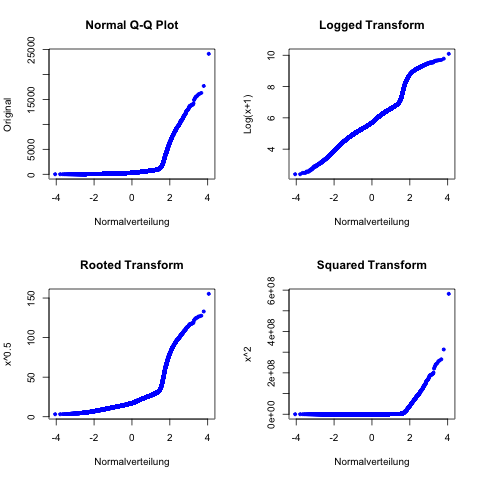 Normal Q-Q Plot
Original
0
5000
15000
25000
-4
-2
0
2
4
Normalverteilung
Logged Transform
Log(x+1)
4
6
8
10
-4
-2
0
2
4
Normalverteilung
Rooted Transform
x^0.5
0
50
100
150
-4
-2
0
2
4
Normalverteilung
Squared Transform
x^2
0e+00
2e+08
4e+08
6e+08
-4
-2
0
2
4
Normalverteilung